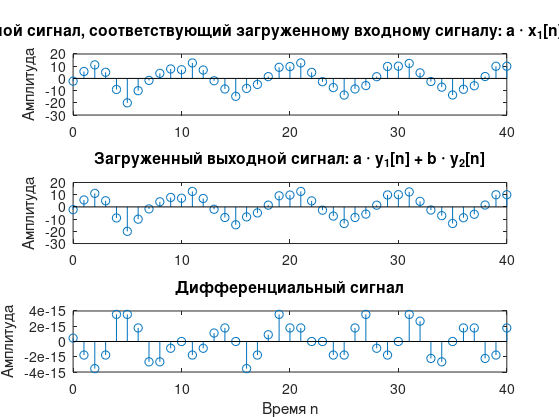 ной сигнал, соответствующий загруженному входному сигналу: a · x₁[n]
Амплитуда
20
10
0
-10
-20
-30
0 10 20 30 40
Загруженный выходной сигнал: a · y₁[n] + b · y₂[n]
Амплитуда
20
10
0
-10
-20
-30
0 10 20 30 40
Дифференциальный сигнал
Амплитуда
4e-15
2e-15
0
-2e-15
-4e-15
0 10 20 30 40
Время n